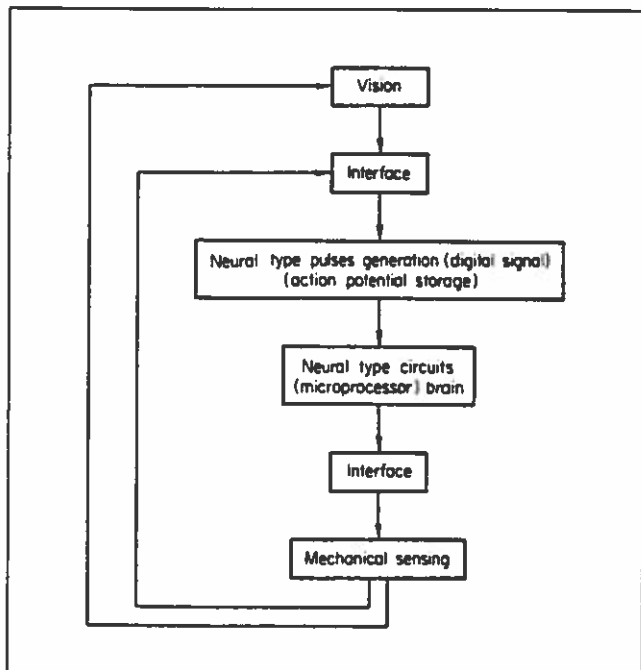 Vision
Interface
Neural type pulses generation (digital signal)
(action potential storage)
Neural type circuits
(microprocessor) brain
Interface
Mechanical sensing